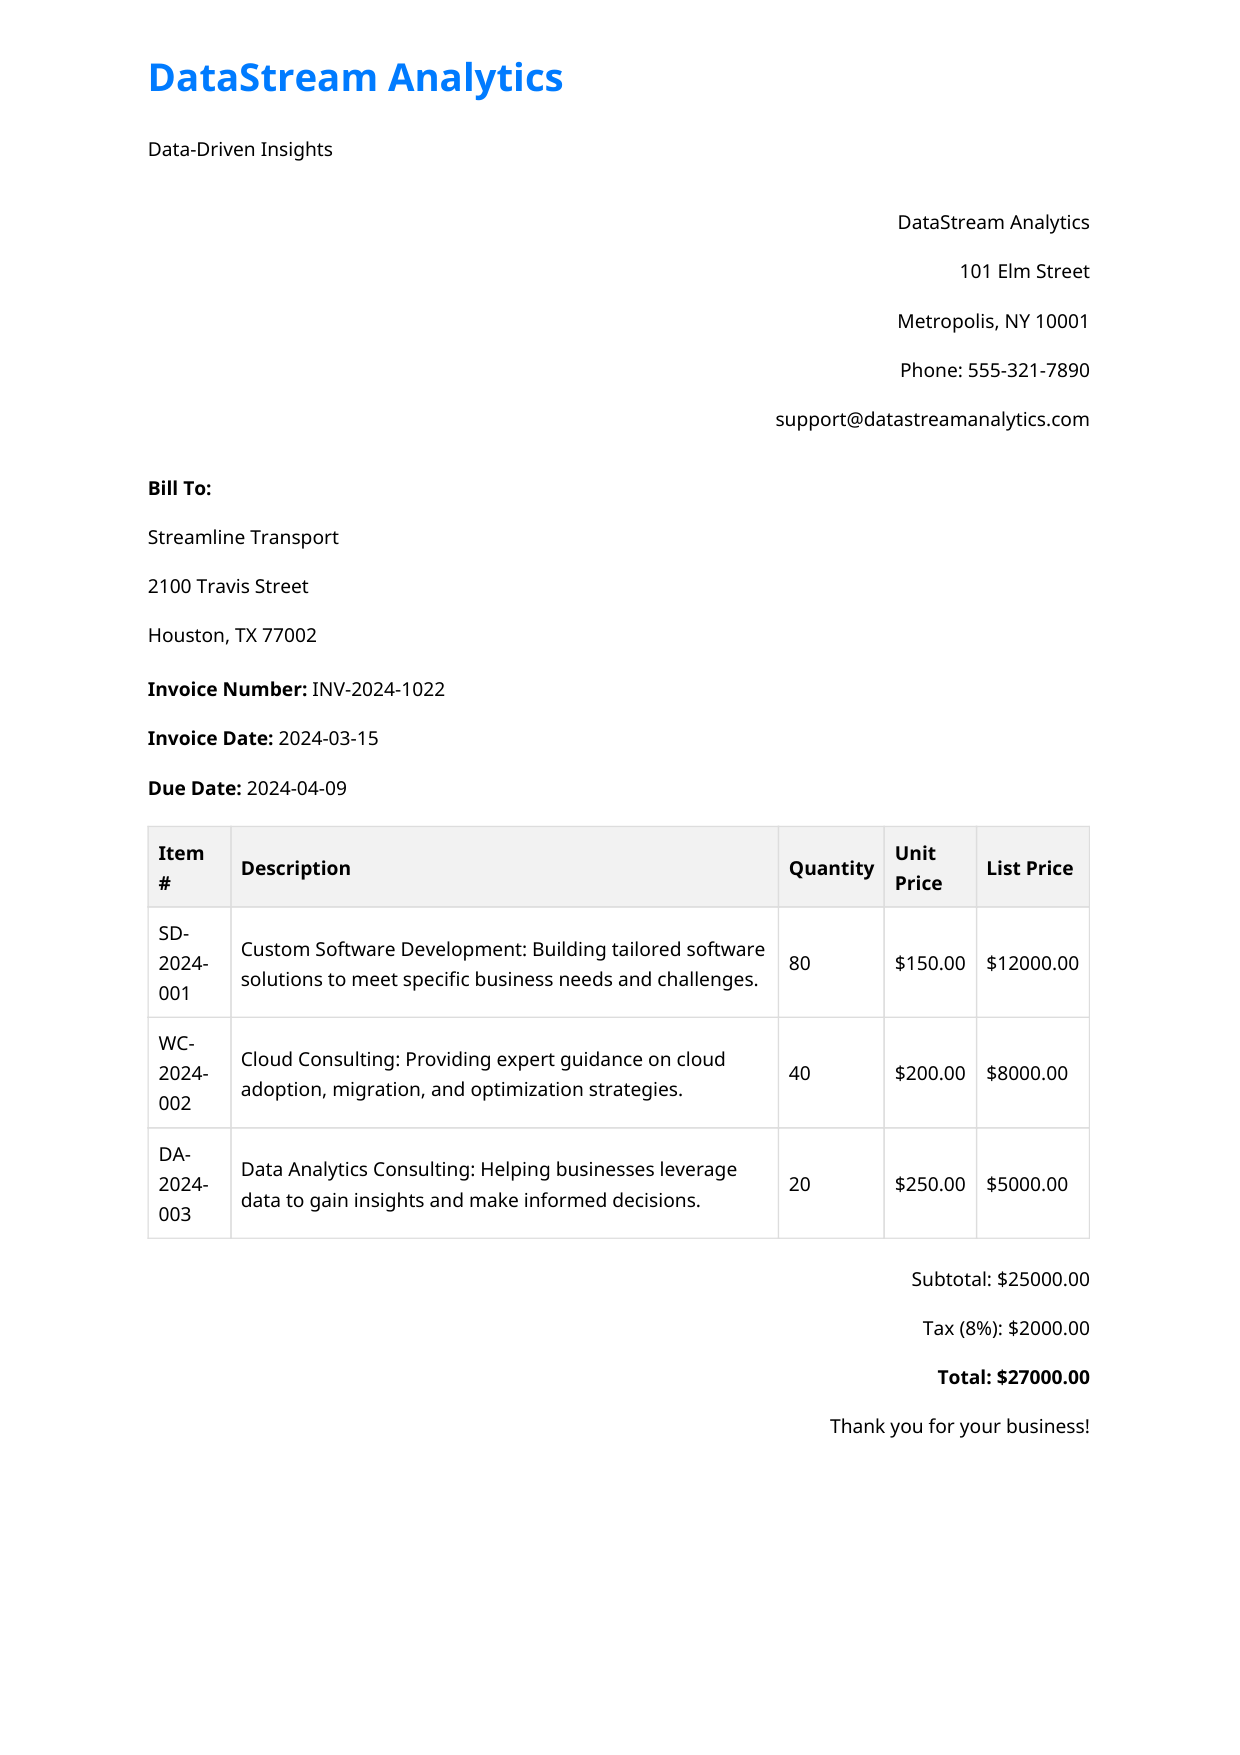 DataStream Analytics
Data-Driven Insights
DataStream Analytics
101 Elm Street
Metropolis, NY 10001
Phone: 555-321-7890
support@datastreamanalytics.com
Bill To:
Streamline Transport
2100 Travis Street
Houston, TX 77002
Invoice Number: INV-2024-1022
Invoice Date: 2024-03-15
Due Date: 2024-04-09
Item
#
Description
Quantity
Unit
Price
List Price
SD-
2024-
001
Custom Software Development: Building tailored software
solutions to meet specific business needs and challenges.
80
$150.00
$12000.00
WC-
2024-
002
Cloud Consulting: Providing expert guidance on cloud
adoption, migration, and optimization strategies.
40
$200.00
$8000.00
DA-
2024-
003
Data Analytics Consulting: Helping businesses leverage
data to gain insights and make informed decisions.
20
$250.00
$5000.00
Subtotal: $25000.00
Tax (8%): $2000.00
Total: $27000.00
Thank you for your business!